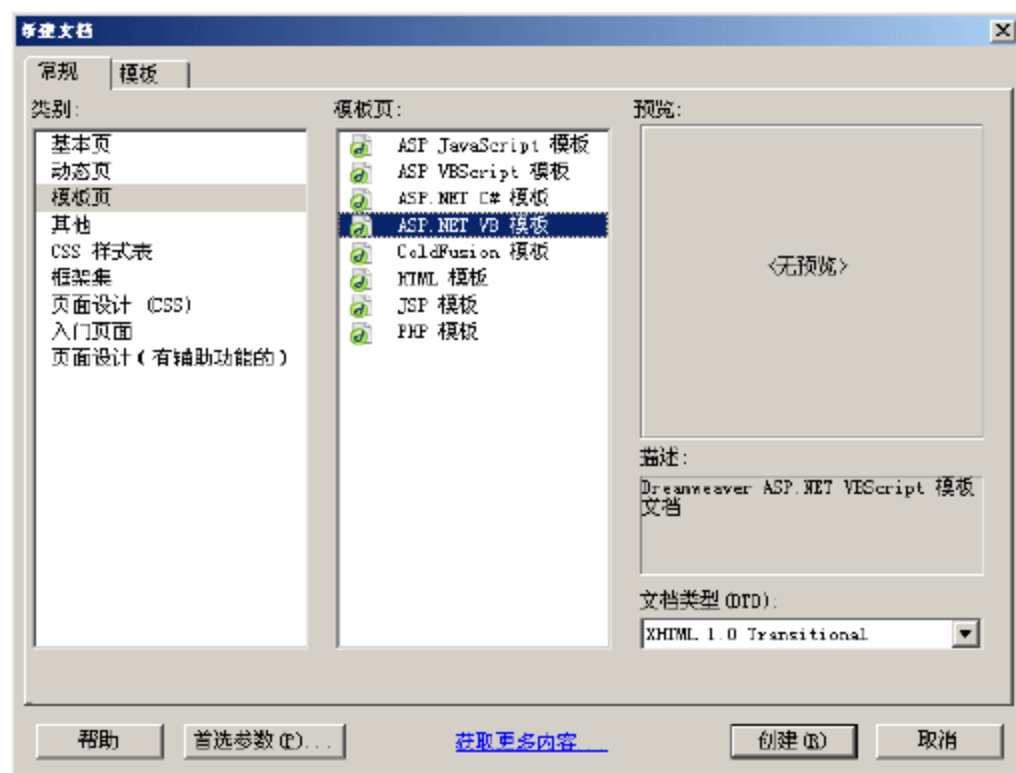 新建文档
常规
模板
类别:
基本页
动态页
模板页
其他
CSS 样式表
框架集
页面设计 (CSS)
入门页面
页面设计(有辅助功能的)
模板页:
ASP JavaScript 模板
ASP VBScript 模板
ASP.NET C# 模板
ASP.NET VB 模板
ColdFusion 模板
HTML 模板
JSP 模板
PHP 模板
预览:
<无预览>
描述:
Dreamweaver ASP.NET VBScript 模板
文档
文档类型(DTD):
XHTML 1.0 Transitional
帮助
首选参数(P)...
获取更多内容...
创建(R)
取消